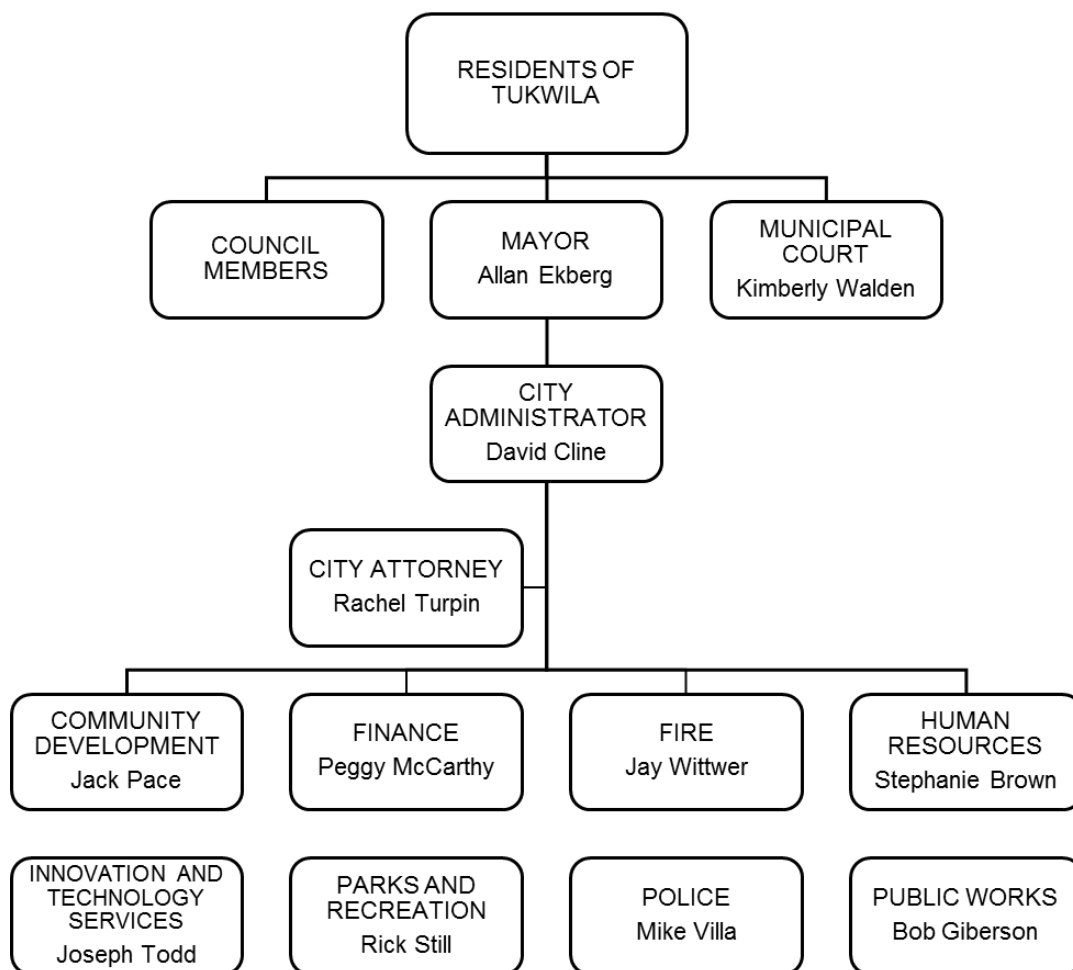 RESIDENTS OF
TUKWILA
COUNCIL
MEMBERS
MAYOR
Allan Ekberg
MUNICIPAL
COURT
Kimberly Walden
CITY
ADMINISTRATOR
David Cline
CITY ATTORNEY
Rachel Turpin
COMMUNITY
DEVELOPMENT
Jack Pace
FINANCE
Peggy McCarthy
FIRE
Jay Wittwer
HUMAN
RESOURCES
Stephanie Brown
INNOVATION AND
TECHNOLOGY
SERVICES
Joseph Todd
PARKS AND
RECREATION
Rick Still
POLICE
Mike Villa
PUBLIC WORKS
Bob Giberson